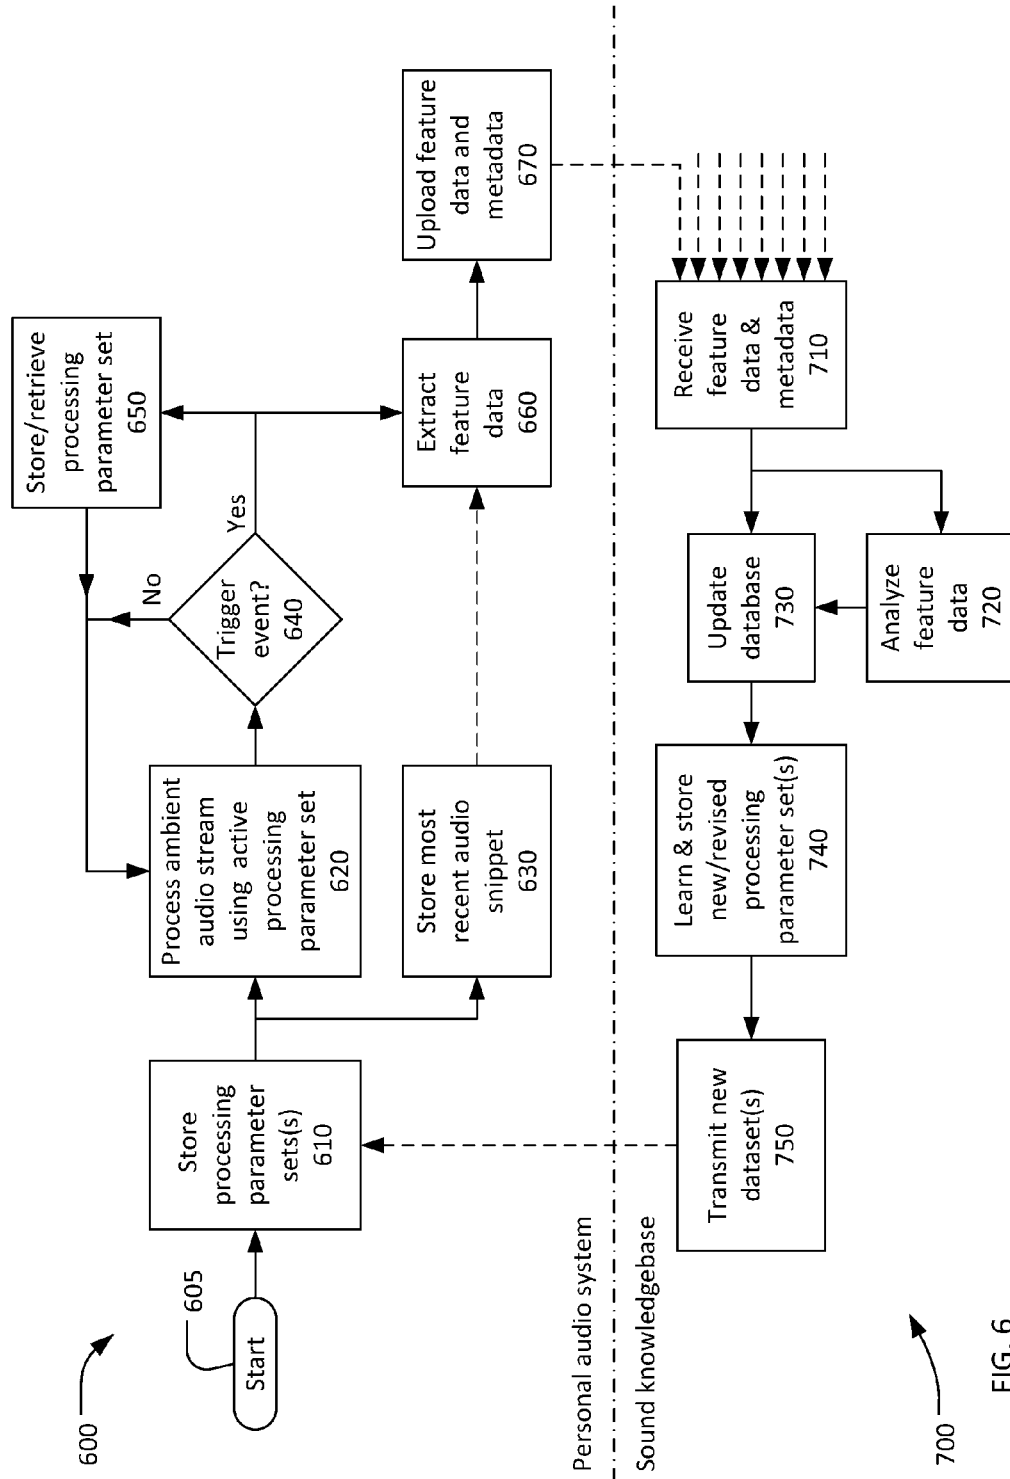 600
605
Start
Store
processing
parameter
sets(s)
610
Process ambient
audio stream
using active
processing
parameter set
620
Store most
recent audio
snippet
630
Trigger
event?
640
No
Yes
Store/retrieve
processing
parameter set
650
Extract
feature
data
660
Upload feature
data and
metadata
670
Personal audio system
Sound knowledgebase
700
Receive
feature
data &
metadata
710
Analyze
feature
data
720
Update
database
730
Learn & store
new/revised
processing
parameter set(s)
740
Transmit new
dataset(s)
750
FIG. 6